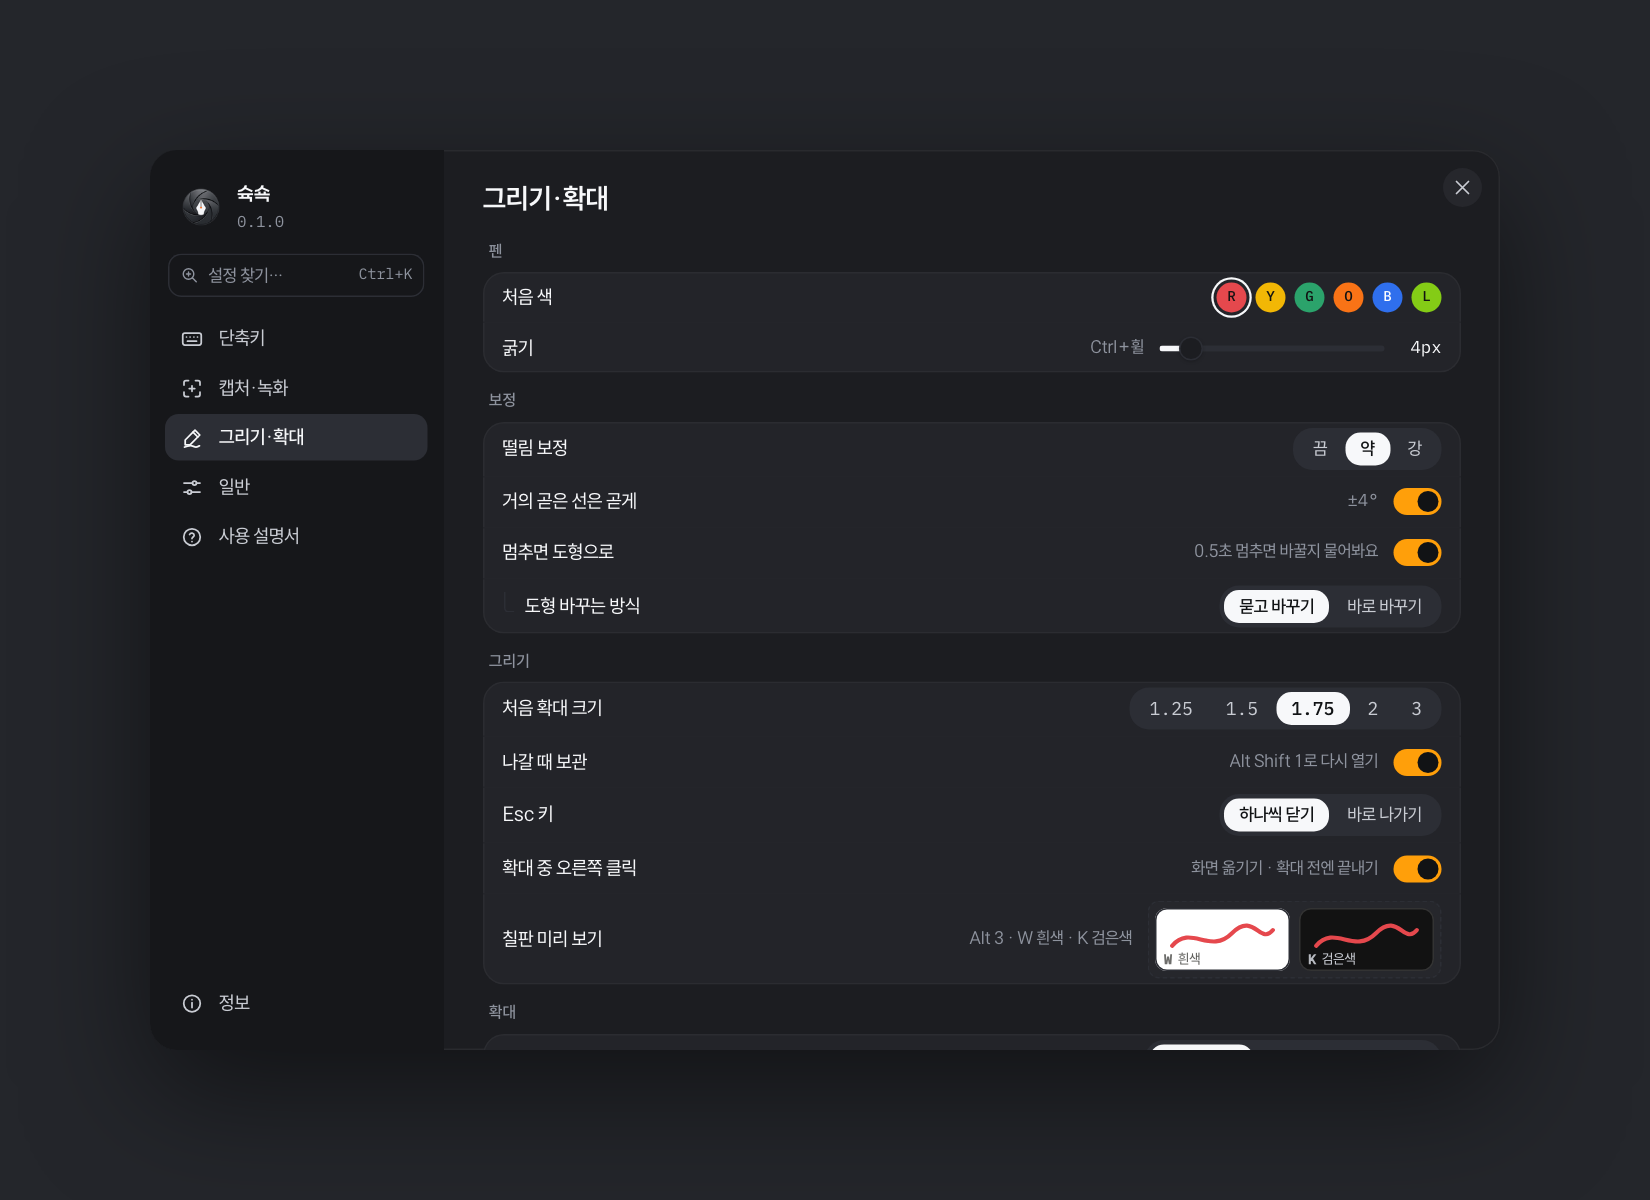 슉쇽
0.1.0
설정 찾기…
Ctrl+K
단축키
캡처·녹화
그리기·확대
일반
사용 설명서
정보
그리기·확대
펜
처음 색
R Y G O B L
굵기
Ctrl+휠
4px
보정
떨림 보정
끔 약 강
거의 곧은 선은 곧게
±4°
멈추면 도형으로
0.5초 멈추면 바꿀지 물어봐요
도형 바꾸는 방식
묻고 바꾸기 바로 바꾸기
그리기
처음 확대 크기
1.25 1.5 1.75 2 3
나갈 때 보관
Alt Shift 1로 다시 열기
Esc 키
하나씩 닫기 바로 나가기
확대 중 오른쪽 클릭
화면 옮기기 · 확대 전엔 끝내기
칠판 미리 보기
Alt 3 · W 흰색 · K 검은색
W 흰색
K 검은색
확대